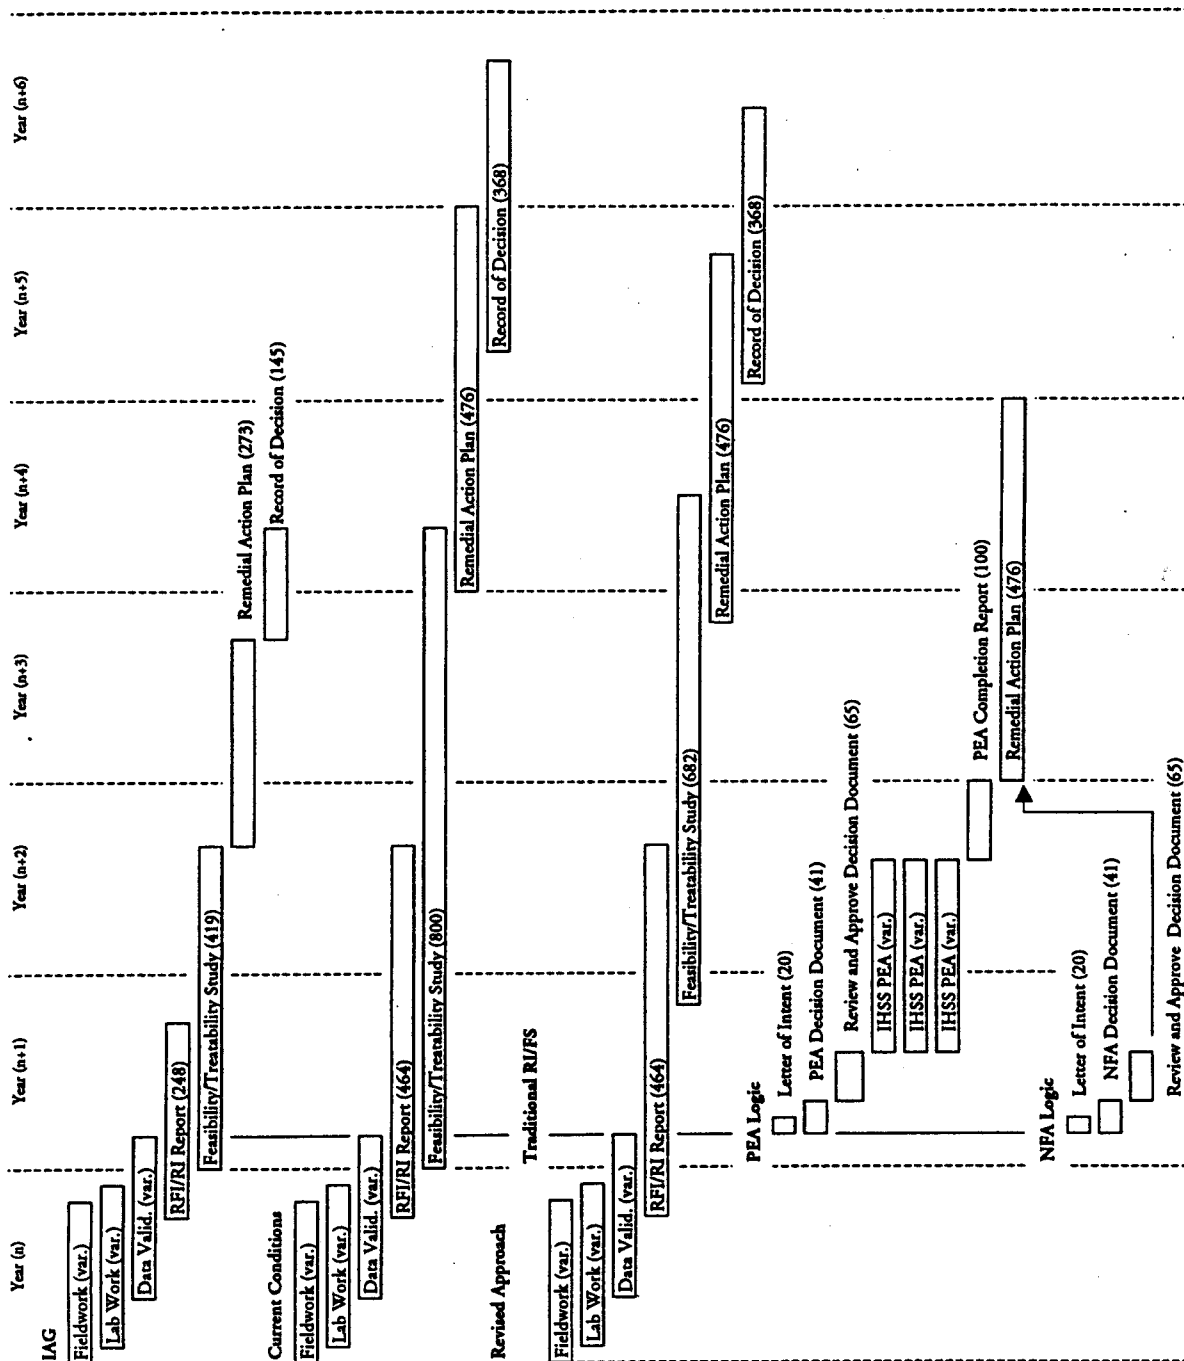 Year (n)
Year (n+1)
Year (n+2)
Year (n+3)
Year (n+4)
Year (n+5)
Year (n+6)
IAG
Fieldwork (var.)
Lab Work (var.)
Data Valid. (var.)
RFI/RI Report (248)
Feasibility/Treatability Study (419)
Remedial Action Plan (273)
Record of Decision (145)
Current Conditions
Fieldwork (var.)
Lab Work (var.)
Data Valid. (var.)
RFI/RI Report (464)
Feasibility/Treatability Study (800)
Remedial Action Plan (476)
Record of Decision (368)
Revised Approach
Traditional RI/FS
Fieldwork (var.)
Lab Work (var.)
Data Valid. (var.)
RFI/RI Report (464)
Feasibility/Treatability Study (682)
Remedial Action Plan (476)
Record of Decision (368)
PEA Logic
Letter of Intent (20)
PEA Decision Document (41)
Review and Approve Decision Document (65)
IHSS PEA (var.)
IHSS PEA (var.)
IHSS PEA (var.)
PEA Completion Report (100)
Remedial Action Plan (476)
NFA Logic
Letter of Intent (20)
NFA Decision Document (41)
Review and Approve Decision Document (65)